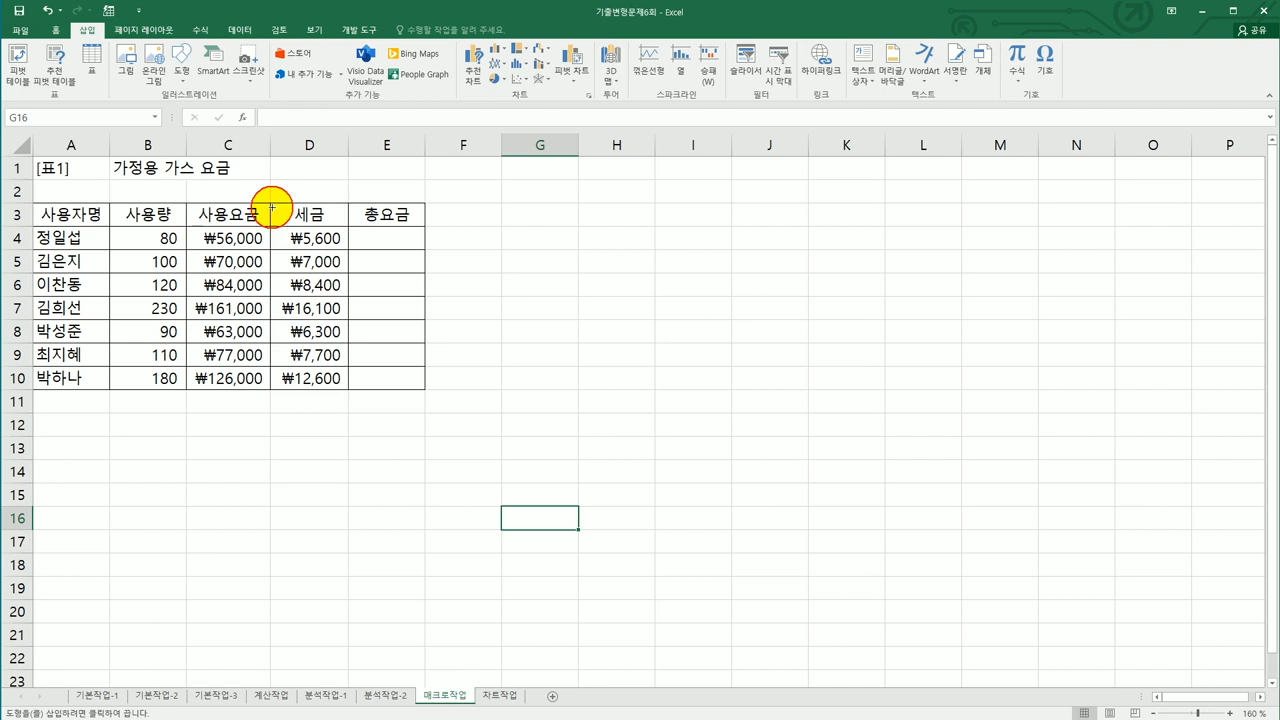 기출변형문제6회 - Excel
파일 홈 삽입 페이지 레이아웃 수식 데이터 검토 보기 개발 도구 수행할 작업을 알려 주세요. 공유
피벗 테이블 추천 피벗 테이블 표 그림 온라인 그림 도형 SmartArt 스크린샷 스토어 내 추가 기능 Visio Data Visualizer Bing Maps People Graph 추천 차트 피벗 차트 3D 맵 꺾은선형 열 승패 (W) 슬라이서 시간 표시 막대 하이퍼링크 텍스트 상자 머리글/바닥글 WordArt 서명란 개체 수식 기호
표 일러스트레이션 추가 기능 차트 투어 스파크라인 필터 링크 텍스트 기호
G16 fx
A B C D E F G H I J K L M N O P
1 [표1] 가정용 가스 요금
2
3 사용자명 사용량 사용요금 세금 총요금
4 정일섭 80 ₩56,000 ₩5,600
5 김은지 100 ₩70,000 ₩7,000
6 이찬동 120 ₩84,000 ₩8,400
7 김희선 230 ₩161,000 ₩16,100
8 박성준 90 ₩63,000 ₩6,300
9 최지혜 110 ₩77,000 ₩7,700
10 박하나 180 ₩126,000 ₩12,600
11
12
13
14
15
16
17
18
19
20
21
22
23
기본작업-1 기본작업-2 기본작업-3 계산작업 분석작업-1 분석작업-2 매크로작업 차트작업
도형을(를) 삽입하려면 클릭하여 끕니다. 160 %